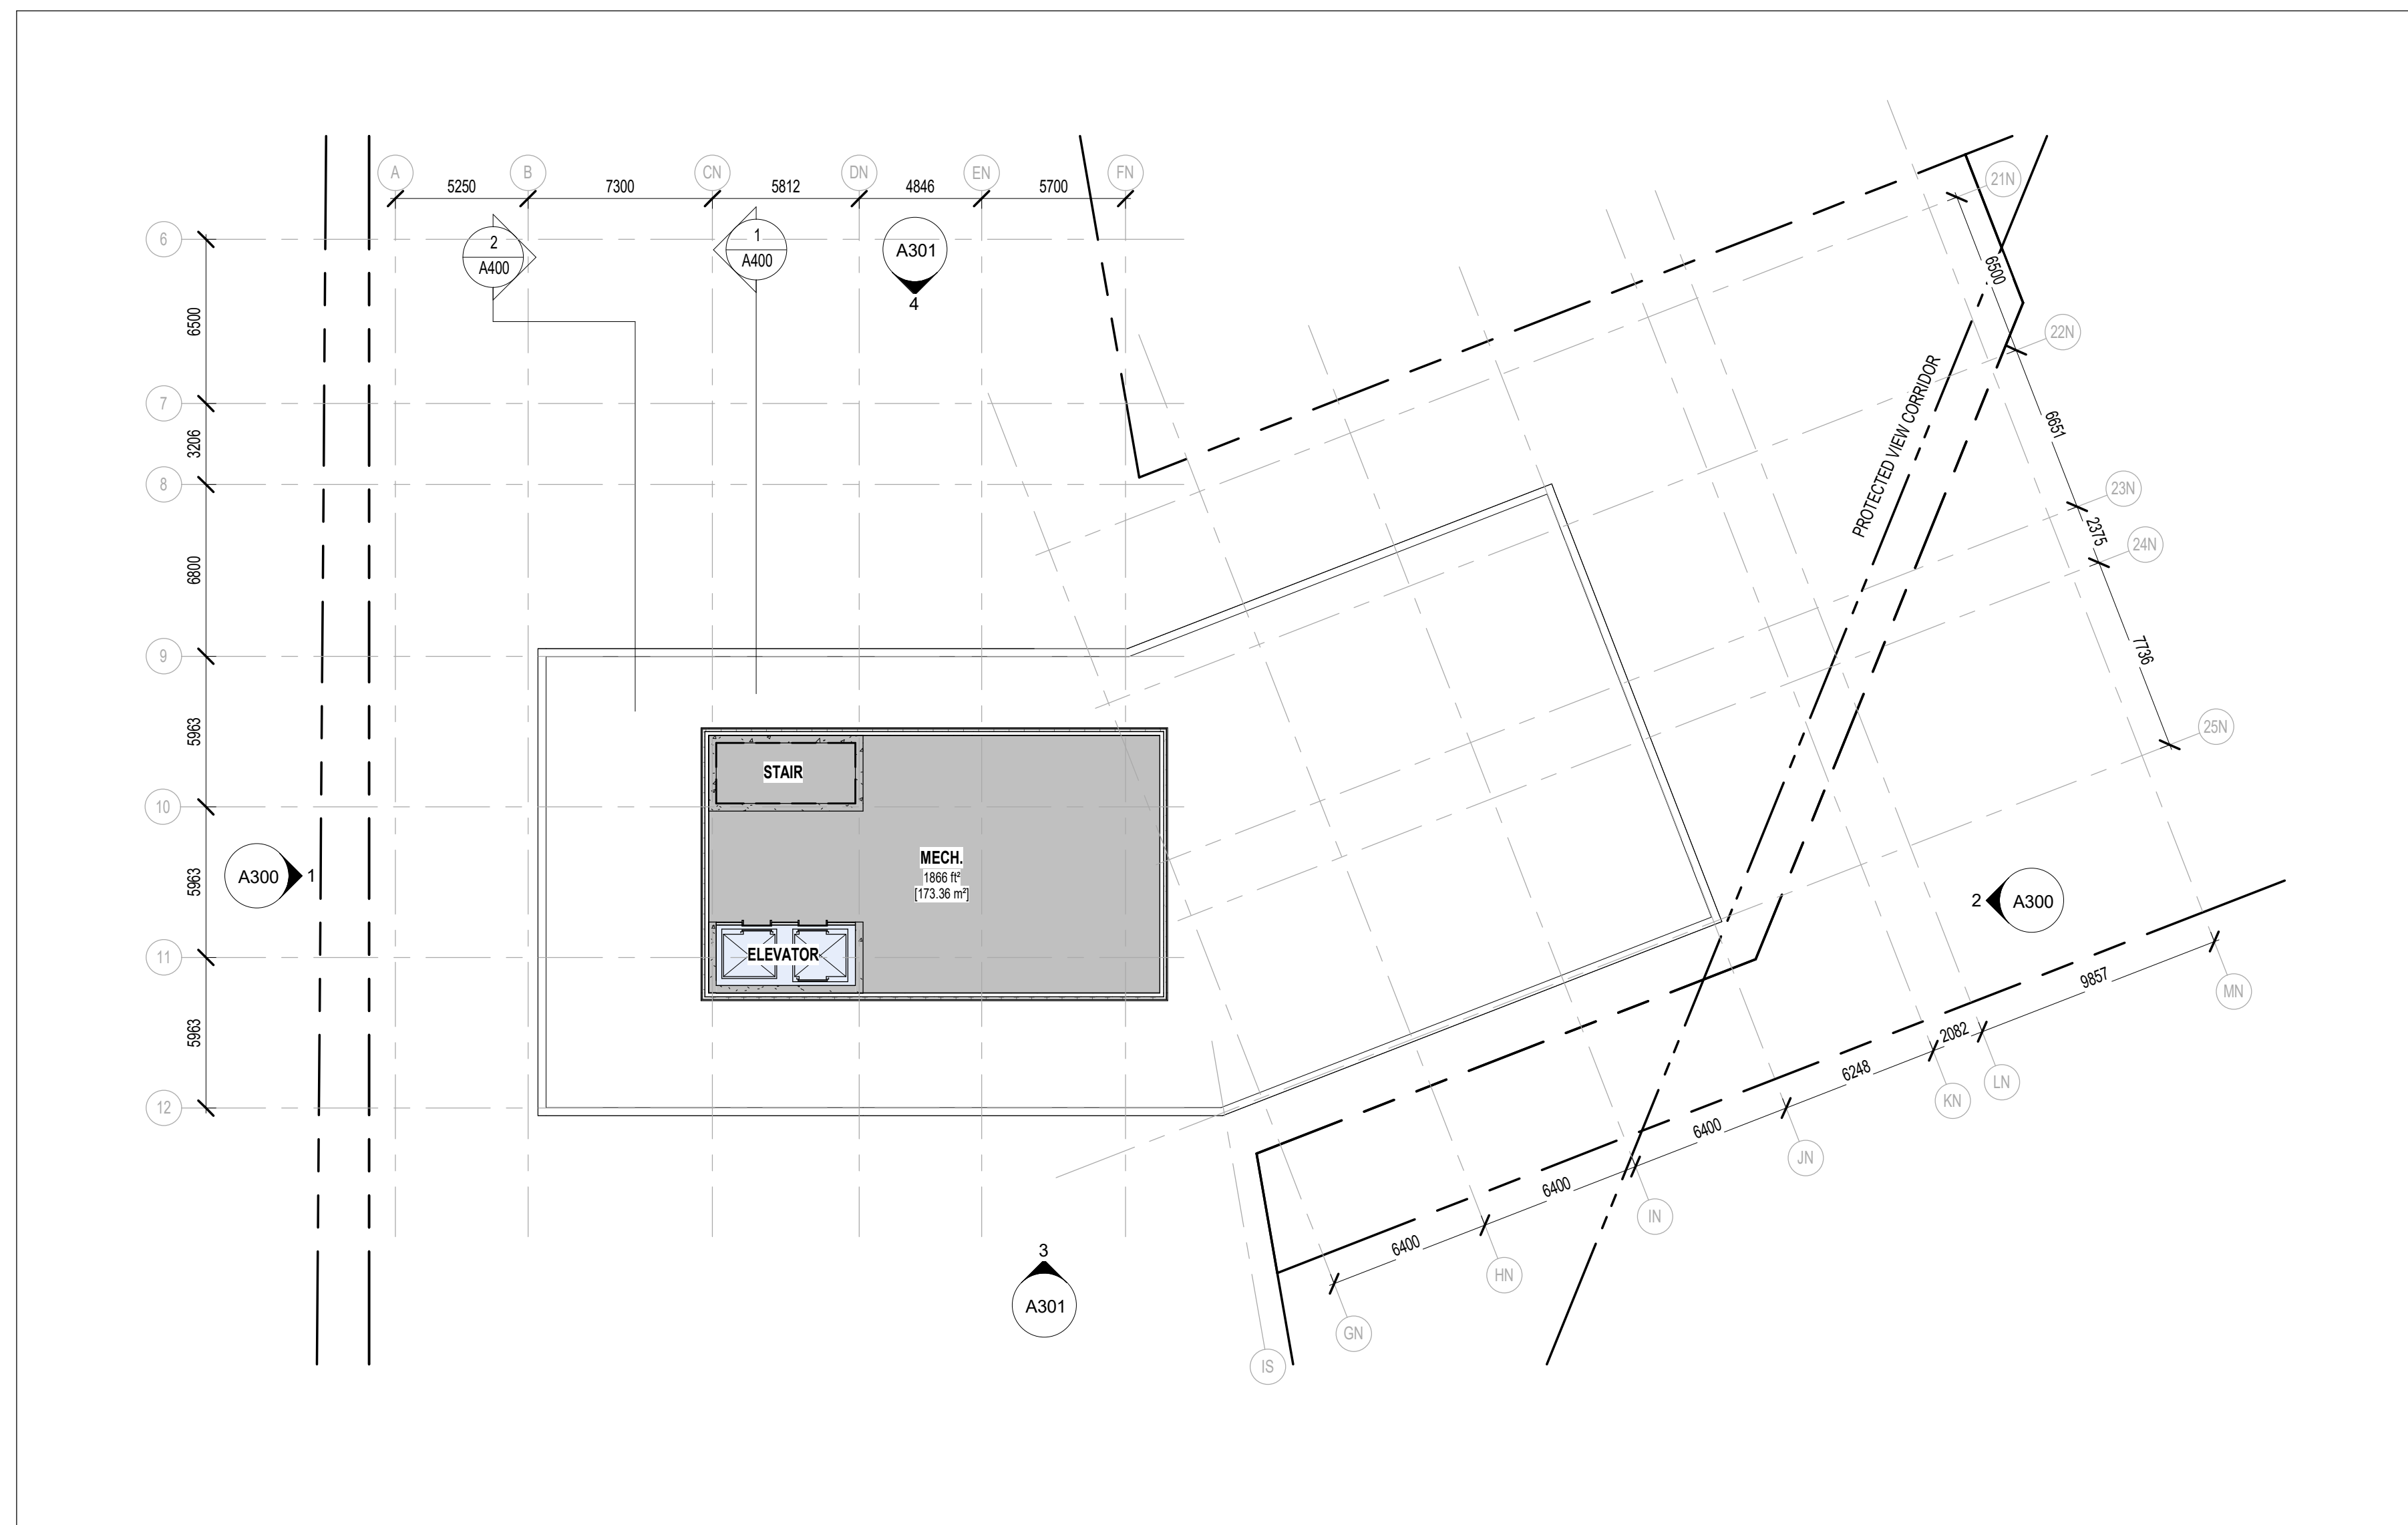 A
B
CN
DN
EN
FN
5250
7300
5812
4846
5700
21N
6
2
A400
1
A400
A301
4
6500
22N
6500
PROTECTED VIEW CORRIDOR
7
3206
6651
8
23N
2375
24N
6800
9
7736
5963
25N
STAIR
10
MECH.
1866 ft²
[173.36 m²]
A300
1
5963
2
A300
ELEVATOR
11
9857
MN
5963
2082
LN
6248
KN
12
6400
JN
6400
IN
6400
HN
3
A301
GN
IS